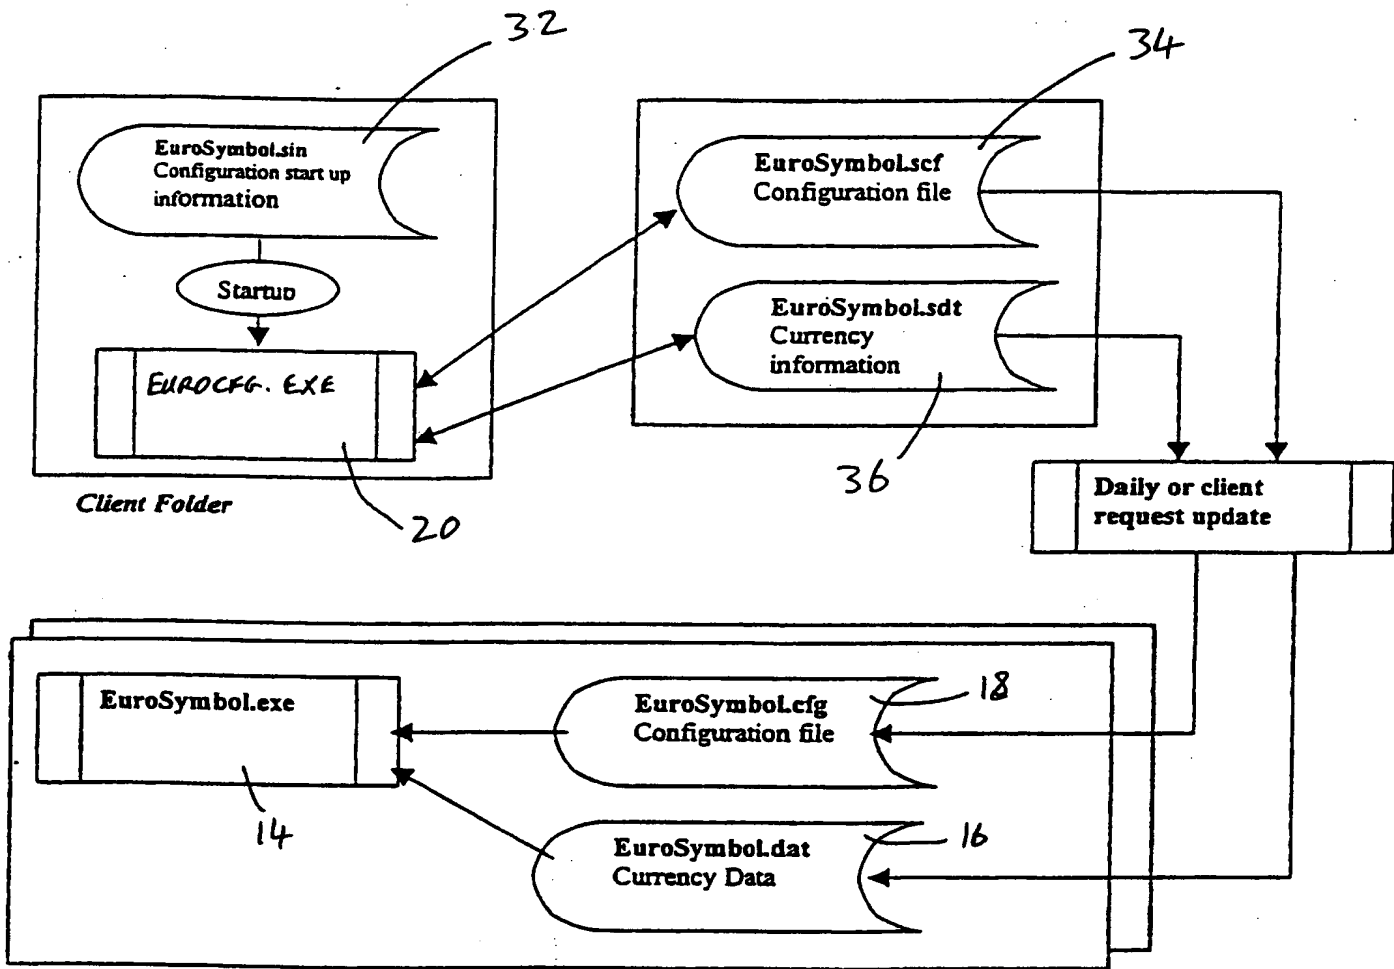 32
34
EuroSymbol.sin
Configuration start up
information
Startup
EUROCFG. EXE
Client Folder
20
EuroSymbol.scf
Configuration file
EuroSymbol.sdt
Currency
information
36
Daily or client
request update
EuroSymbol.exe
14
EuroSymbol.cfg
Configuration file
18
EuroSymbol.dat
Currency Data
16